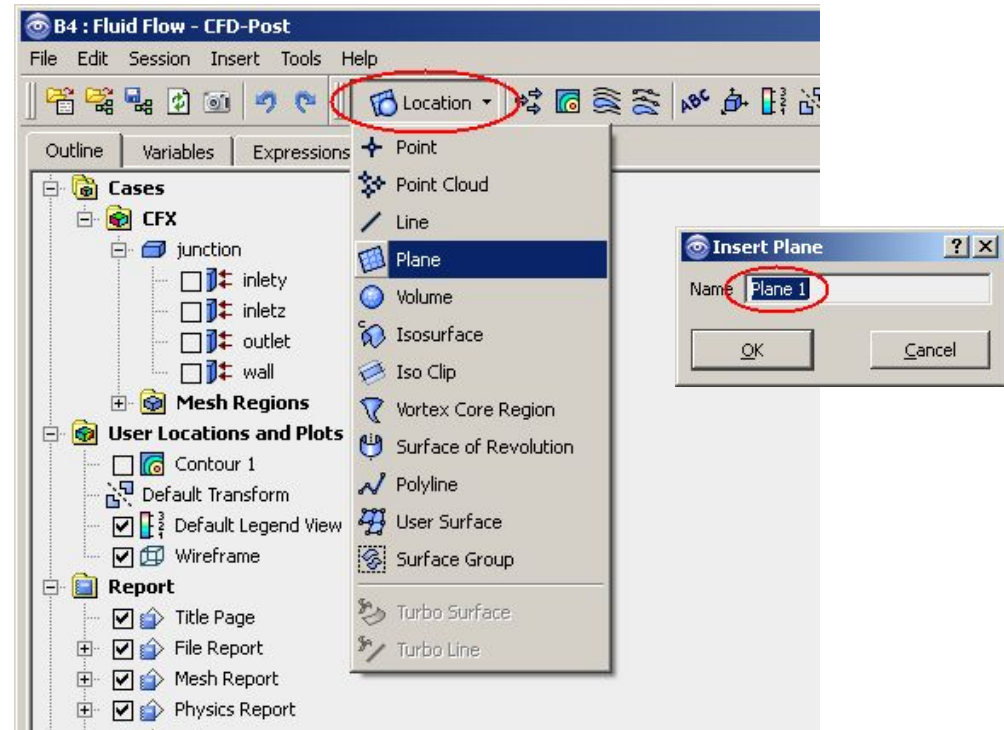 B4 : Fluid Flow - CFD-Post
File Edit Session Insert Tools Help
Location
ABC
Outline Variables Expressions
Cases
CFX
junction
inlety
inletz
outlet
wall
Mesh Regions
User Locations and Plots
Contour 1
Default Transform
Default Legend View
Wireframe
Report
Title Page
File Report
Mesh Report
Physics Report
Point
Point Cloud
Line
Plane
Volume
Isosurface
Iso Clip
Vortex Core Region
Surface of Revolution
Polyline
User Surface
Surface Group
Turbo Surface
Turbo Line
Insert Plane
Name Plane 1
OK Cancel